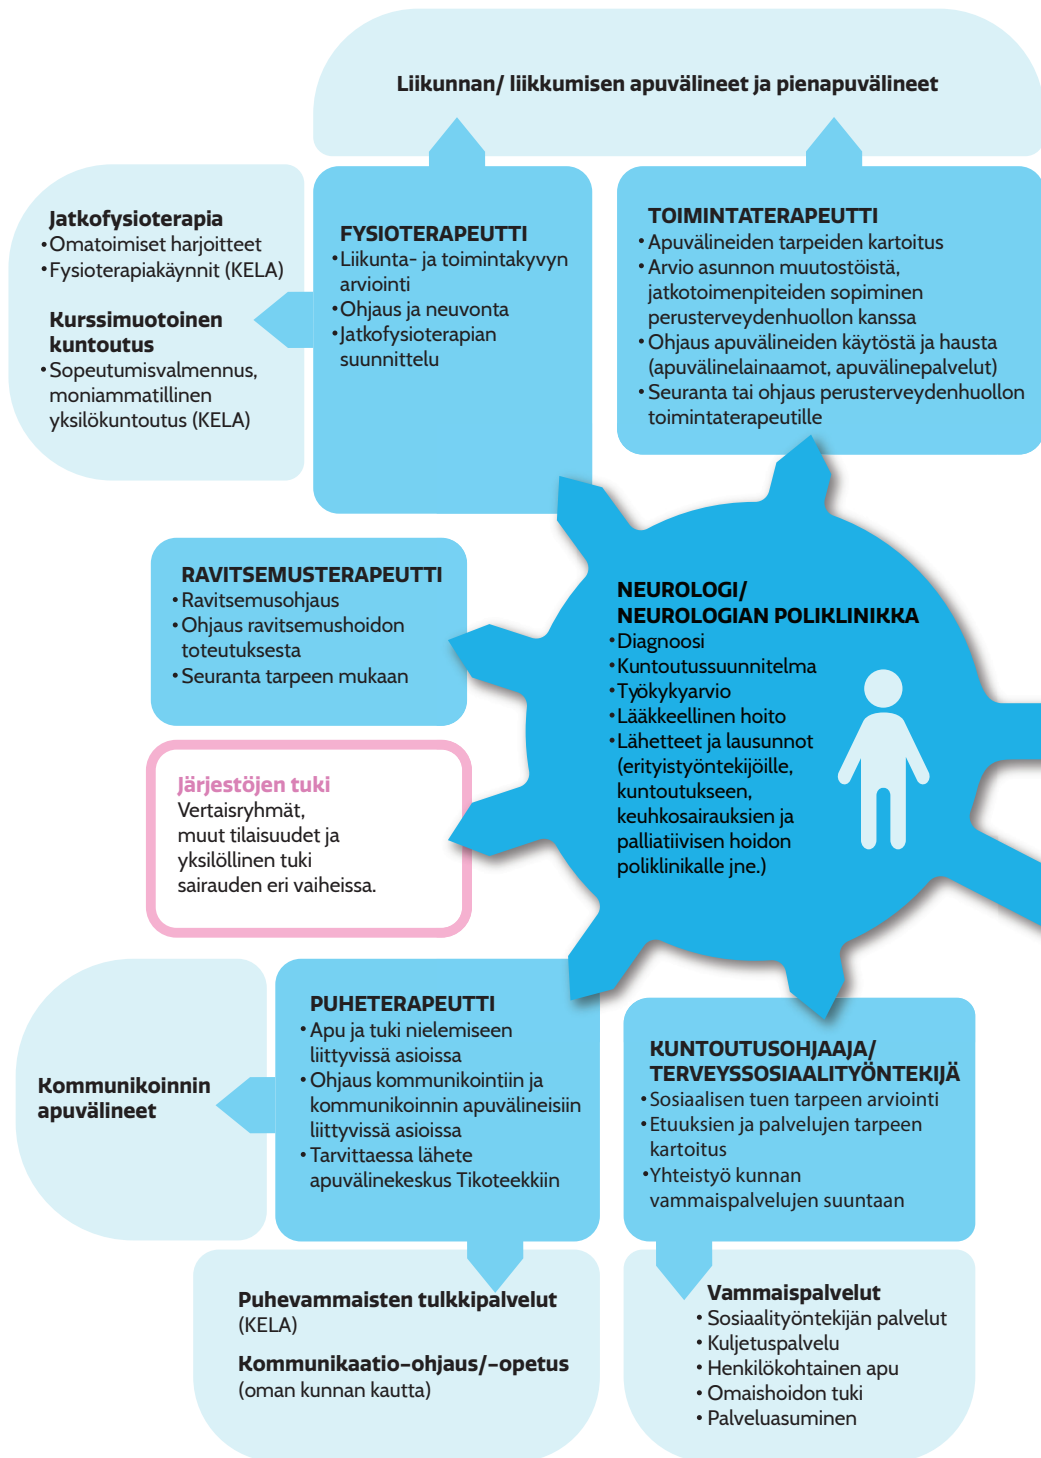 Liikunnan/ liikkumisen apuvälineet ja pienapuvälineet
Jatkofysioterapia
• Omatoimiset harjoitteet
• Fysioterapiakäynnit (KELA)
Kurssimuotoinen
kuntoutus
• Sopeutumisvalmennus,
moniammatillinen
yksilökuntoutus (KELA)
FYSIOTERAPEUTTI
• Liikunta- ja toimintakyvyn
arviointi
• Ohjaus ja neuvonta
• Jatkofysioterapian
suunnittelu
TOIMINTATERAPEUTTI
• Apuvälineiden tarpeiden kartoitus
• Arvio asunnon muutostöistä,
jatkotoimenpiteiden sopiminen
perusterveydenhuollon kanssa
• Ohjaus apuvälineiden käytöstä ja hausta
(apuvälinelainaamot, apuvälinepalvelut)
• Seuranta tai ohjaus perusterveydenhuollon
toimintaterapeutille
RAVITSEMUSTERAPEUTTI
• Ravitsemusohjaus
• Ohjaus ravitsemushoidon
toteutuksesta
• Seuranta tarpeen mukaan
NEUROLOGI/
NEUROLOGIAN POLIKLINIKKA
• Diagnoosi
• Kuntoutussuunnitelma
• Työkykyarvio
• Lääkkeellinen hoito
• Lähetteet ja lausunnot
(erityistyöntekijöille,
kuntoutukseen,
keuhkosairauksien ja
palliatiivisen hoidon
poliklinikalle jne.)
Järjestöjen tuki
Vertaisryhmät,
muut tilaisuudet ja
yksilöllinen tuki
sairauden eri vaiheissa.
Kommunikoinnin
apuvälineet
PUHETERAPEUTTI
• Apu ja tuki nielemiseen
liittyvissä asioissa
• Ohjaus kommunikointiin ja
kommunikoinnin apuvälineisiin
liittyvissä asioissa
• Tarvittaessa lähete
apuvälinekeskus Tikoteekkiin
KUNTOUTUSOHJAAJA/
TERVEYSSOSIAALITYÖNTEKIJÄ
• Sosiaalisen tuen tarpeen arviointi
• Etuuksien ja palvelujen tarpeen
kartoitus
• Yhteistyö kunnan
vammaispalvelujen suuntaan
Puhevammaisten tulkkipalvelut
(KELA)
Kommunikaatio-ohjaus/-opetus
(oman kunnan kautta)
Vammaispalvelut
• Sosiaalityöntekijän palvelut
• Kuljetuspalvelu
• Henkilökohtainen apu
• Omaishoidon tuki
• Palveluasuminen